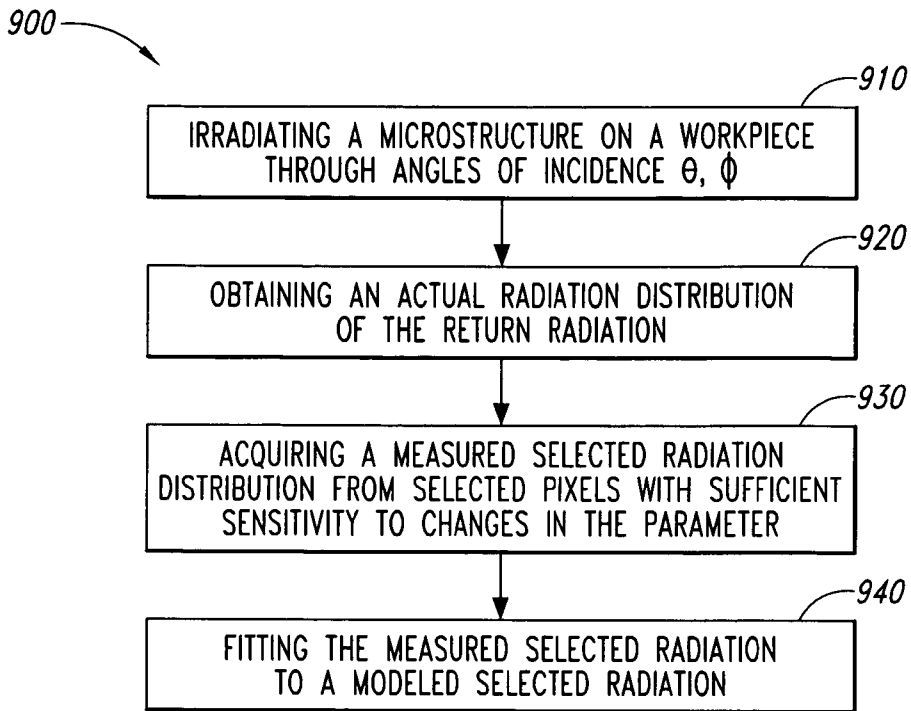 900
910
IRRADIATING A MICROSTRUCTURE ON A WORKPIECE
THROUGH ANGLES OF INCIDENCE θ, ϕ
920
OBTAINING AN ACTUAL RADIATION DISTRIBUTION
OF THE RETURN RADIATION
930
ACQUIRING A MEASURED SELECTED RADIATION
DISTRIBUTION FROM SELECTED PIXELS WITH SUFFICIENT
SENSITIVITY TO CHANGES IN THE PARAMETER
940
FITTING THE MEASURED SELECTED RADIATION
TO A MODELED SELECTED RADIATION